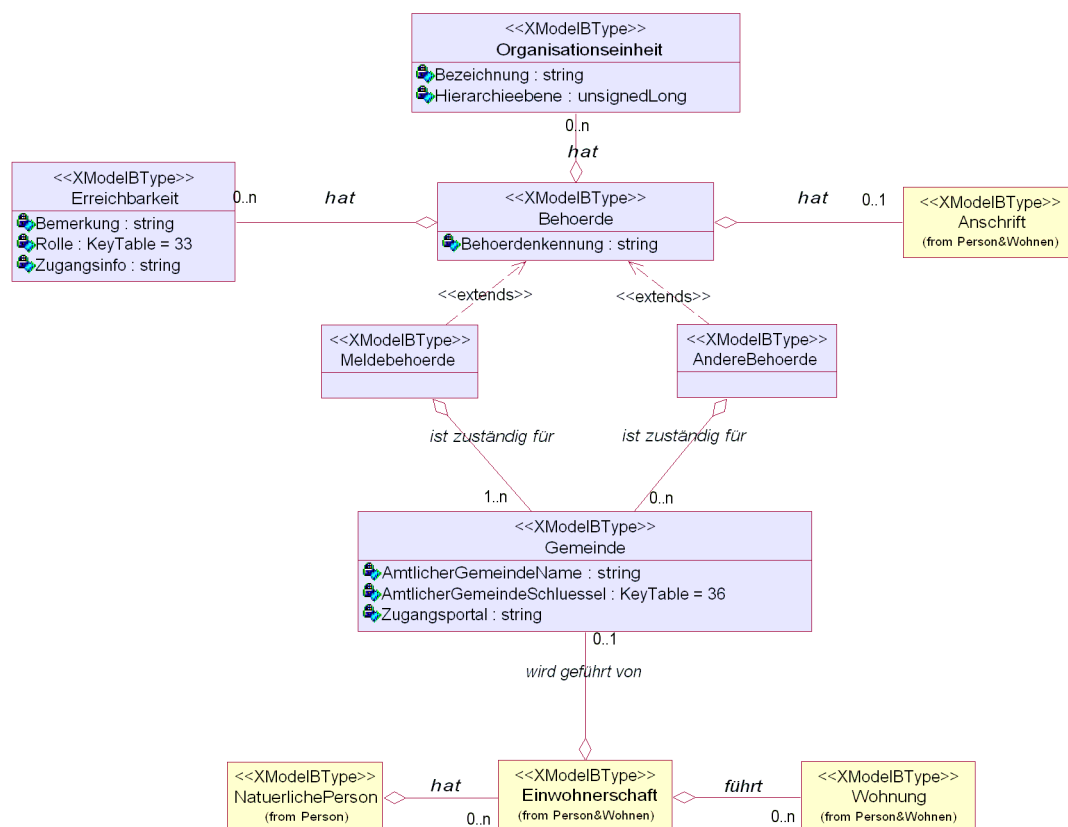 <<XModelBType>>
Organisationseinheit
Bezeichnung : string
Hierarchieebene : unsignedLong
0..n
hat
<<XModelBType>>
Erreichbarkeit
Bemerkung : string
Rolle : KeyTable = 33
Zugangsinfo : string
0..n
hat
<<XModelBType>>
Behoerde
Behoerdenkennung : string
hat
0..1
<<XModelBType>>
Anschrift
(from Person&Wohnen)
<<extends>>
<<extends>>
<<XModelBType>>
Meldebehoerde
<<XModelBType>>
AndereBehoerde
ist zuständig für
ist zuständig für
1..n
0..n
<<XModelBType>>
Gemeinde
AmtlicherGemeindeName : string
AmtlicherGemeindeSchluessel : KeyTable = 36
Zugangsportal : string
0..1
wird geführt von
<<XModelBType>>
NatuerlichePerson
(from Person)
hat
0..n
<<XModelBType>>
Einwohnerschaft
(from Person&Wohnen)
führt
0..n
<<XModelBType>>
Wohnung
(from Person&Wohnen)